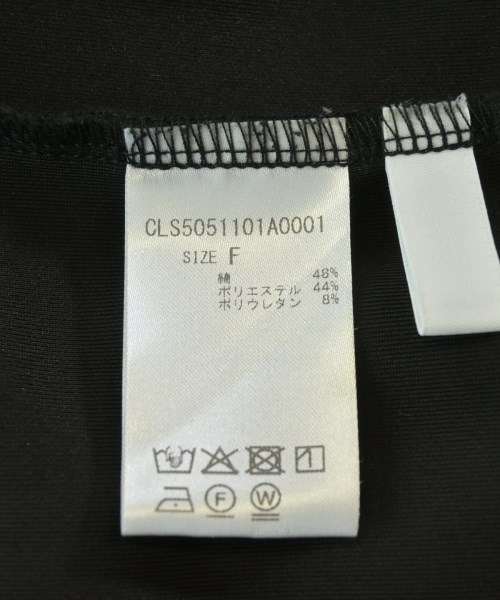 CLS5051101A0001
SIZE F
綿 48%
ポリエステル 44%
ポリウレタン 8%
F W